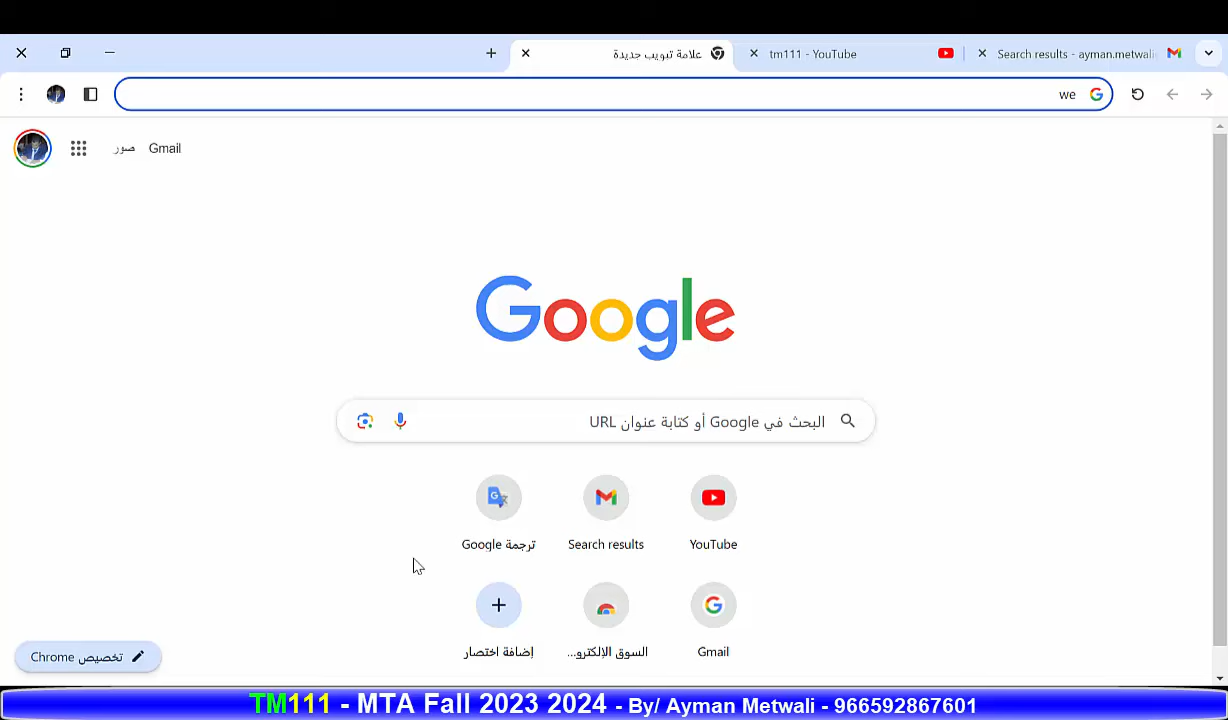 علامة تبويب جديدة
tm111 - YouTube
Search results - ayman.metwali
we
صور
Gmail
Google
البحث في Google أو كتابة عنوان URL
YouTube
Search results
ترجمة Google
Gmail
السوق الإلكترو...
إضافة اختصار
تخصيص Chrome
TM111 - MTA Fall 2023 2024 - By/ Ayman Metwali - 966592867601